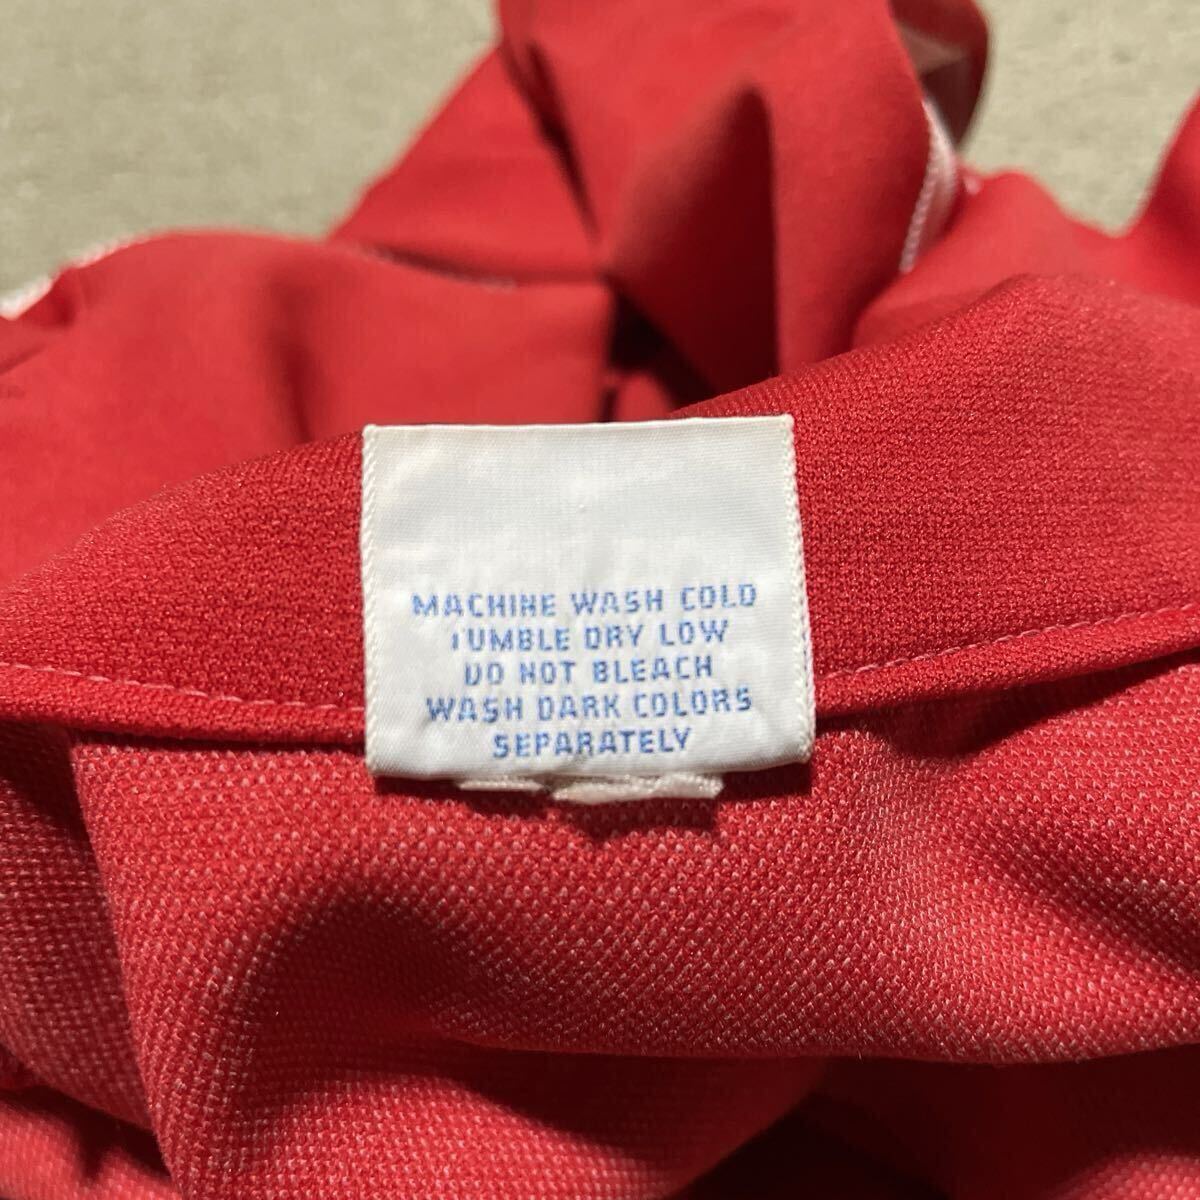 MACHINE WASH COLD
TUMBLE DRY LOW
DO NOT BLEACH
WASH DARK COLORS
SEPARATELY